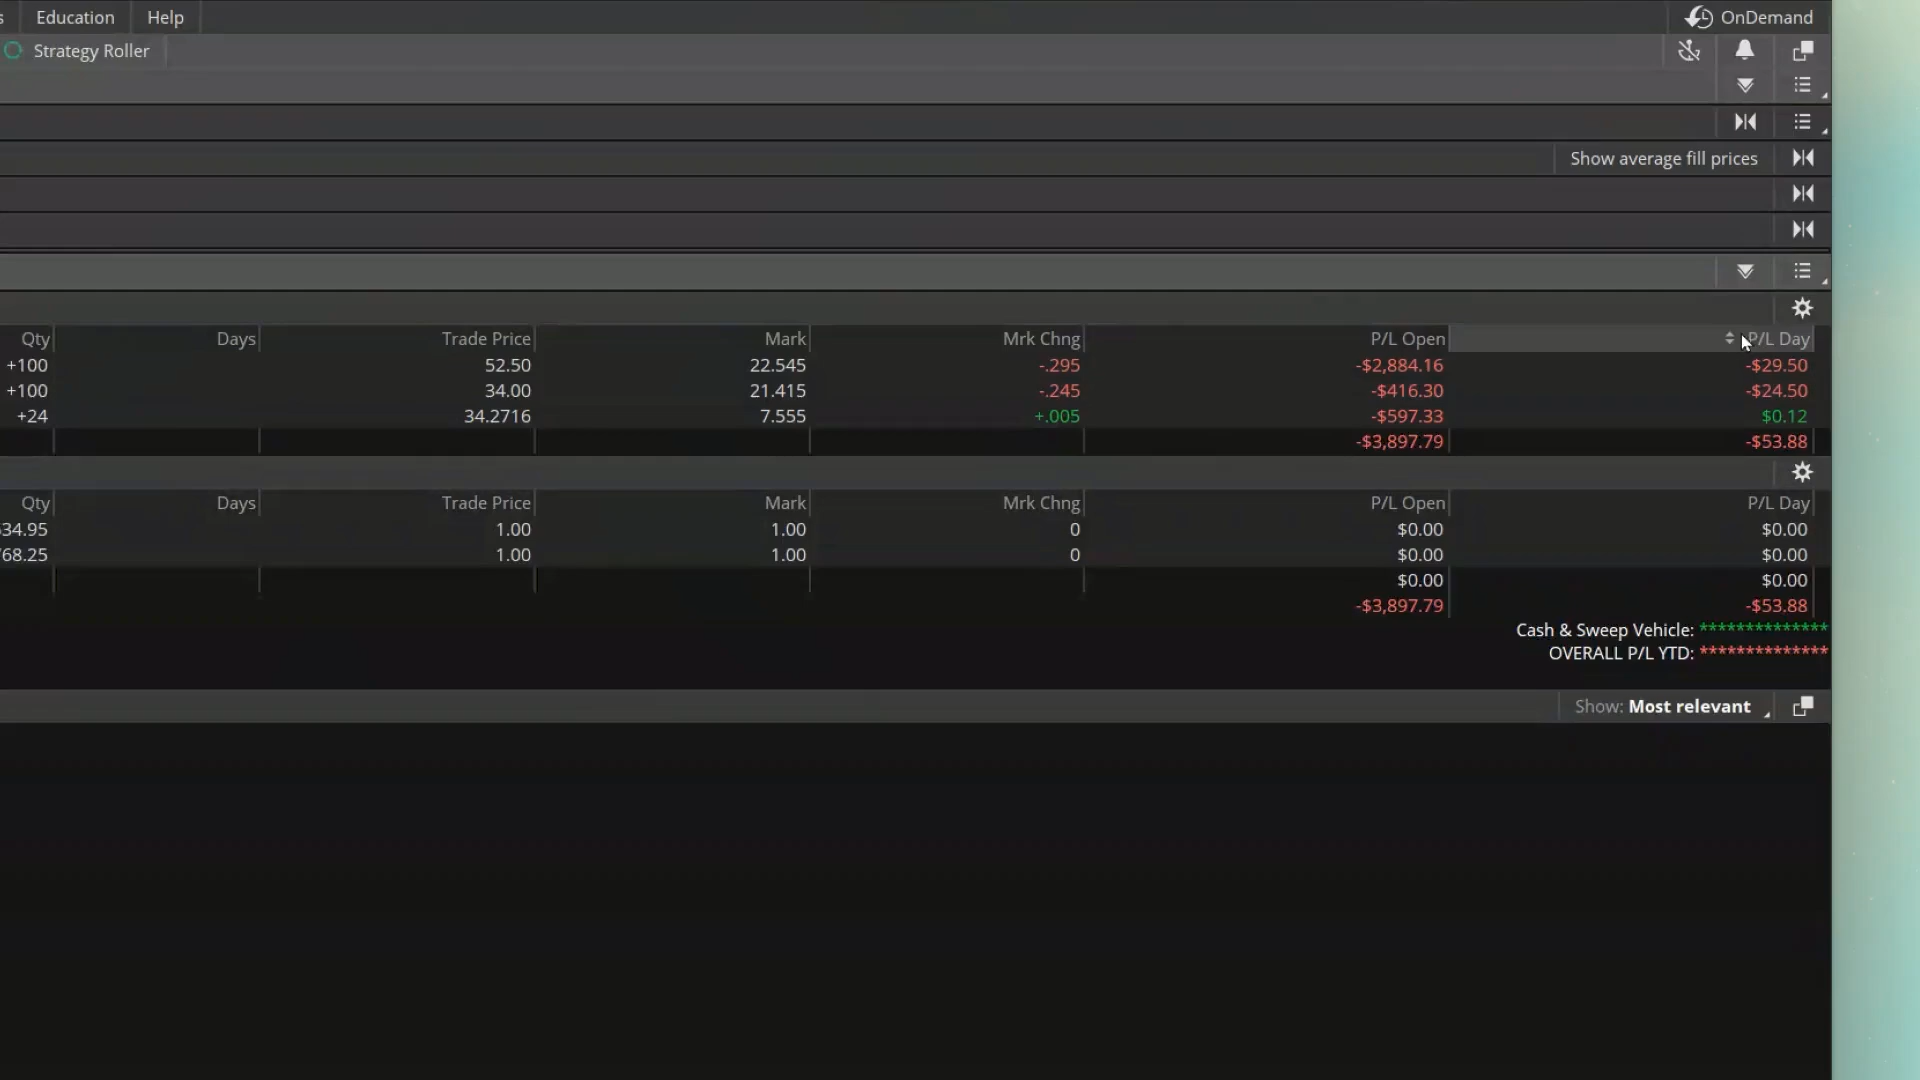 Education Help OnDemand
Strategy Roller
Show average fill prices
Qty Days Trade Price Mark Mrk Chng P/L Open P/L Day
+100 52.50 22.545 -.295 -$2,884.16 -$29.50
+100 34.00 21.415 -.245 -$416.30 -$24.50
+24 34.2716 7.555 +.005 -$597.33 $0.12
-$3,897.79 -$53.88
Qty Days Trade Price Mark Mrk Chng P/L Open P/L Day
34.95 1.00 1.00 0 $0.00 $0.00
68.25 1.00 1.00 0 $0.00 $0.00
$0.00 $0.00
-$3,897.79 -$53.88
Cash & Sweep Vehicle: **************
OVERALL P/L YTD: **************
Show: Most relevant